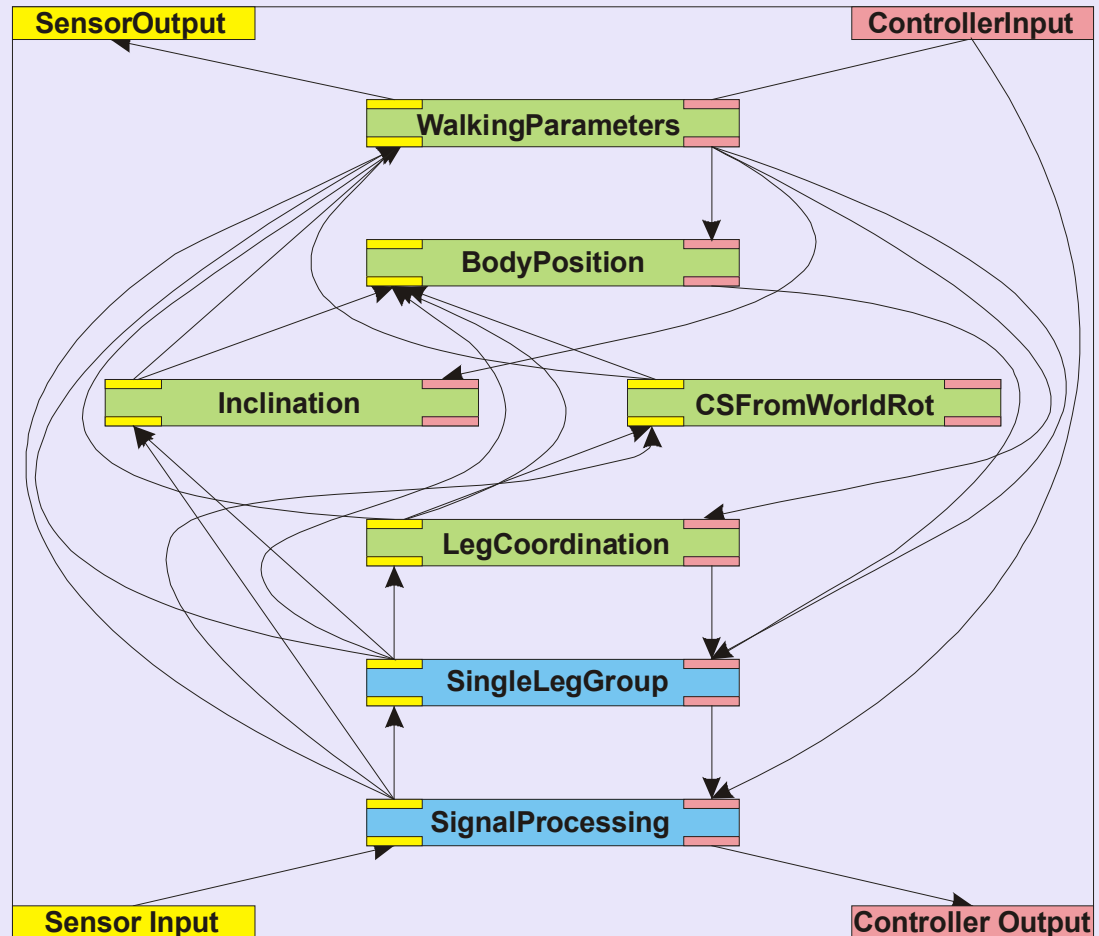 SensorOutput
ControllerInput
WalkingParameters
BodyPosition
Inclination
CSFromWorldRot
LegCoordination
SingleLegGroup
SignalProcessing
Sensor Input
Controller Output